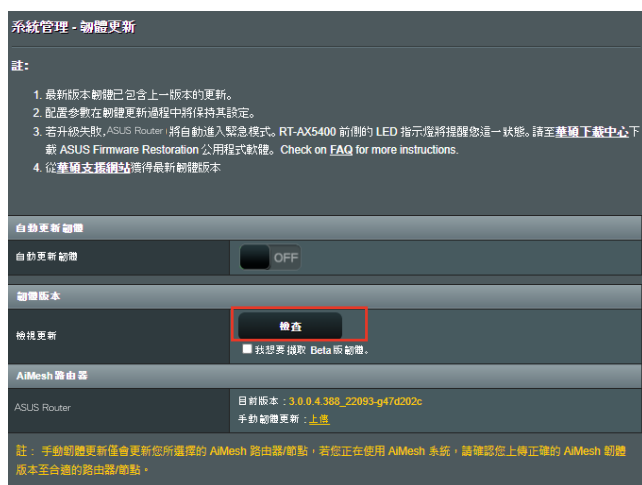 系統管理 - 韌體更新
註:
1. 最新版本韌體已包含上一版本的更新。
2. 配置參數在韌體更新過程中將保持其設定。
3. 若升級失敗,ASUS Router 將自動進入緊急模式。RT-AX5400 前側的 LED 指示燈將提醒您這一狀態。請至華碩下載中心下
載 ASUS Firmware Restoration 公用程式軟體。Check on FAQ for more instructions.
4. 從華碩支援網站獲得最新韌體版本
自動更新韌體
自動更新韌體
OFF
韌體版本
檢視更新
檢查
我想要擷取 Beta 版韌體。
AiMesh 路由器
ASUS Router
目前版本 : 3.0.0.4.388_22093-g47d202c
手動韌體更新 : 上傳
註： 手動韌體更新僅會更新您所選擇的 AiMesh 路由器/節點，若您正在使用 AiMesh 系統，請確認您上傳正確的 AiMesh 韌體
版本至合適的路由器/節點。